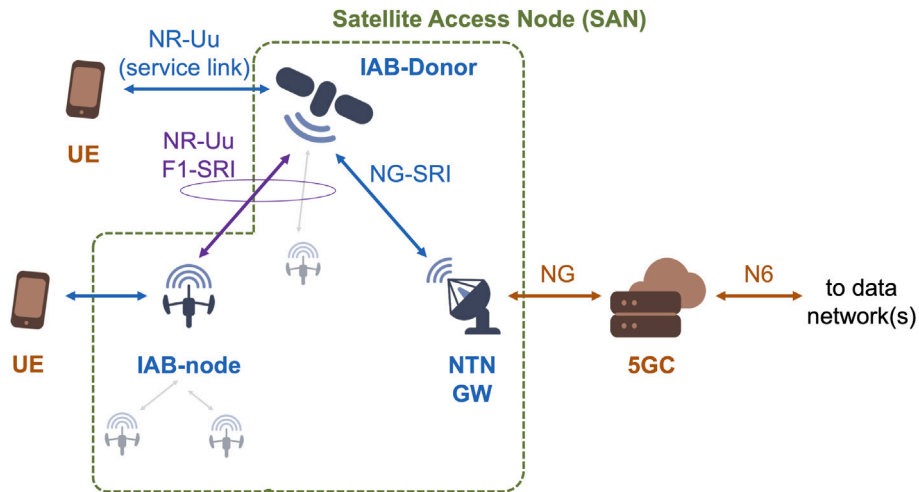 Satellite Access Node (SAN)
NR-Uu
(service link)
IAB-Donor
UE
NR-Uu
F1-SRI
NG-SRI
NG
N6
to data
network(s)
UE
IAB-node
NTN
GW
5GC